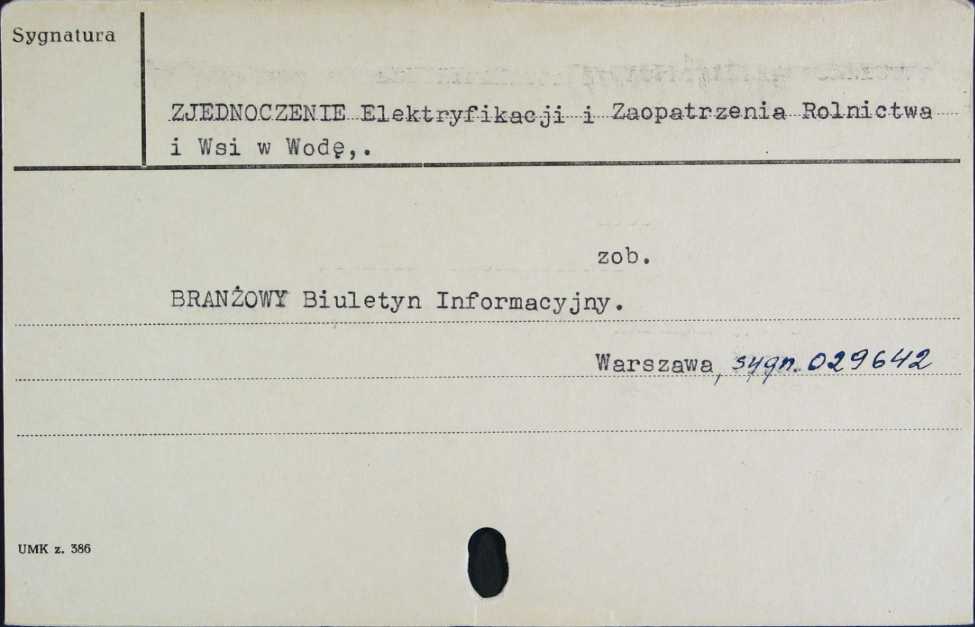 Sygnatura
ZJEDNOCZENIE Elektryfikacji i Zaopatrzenia Rolnictwa
i Wsi w Wodę,.
zob.
BRANŻOWY Biuletyn Informacyjny.
Warszawa, sygn. 029642
UMK z. 386